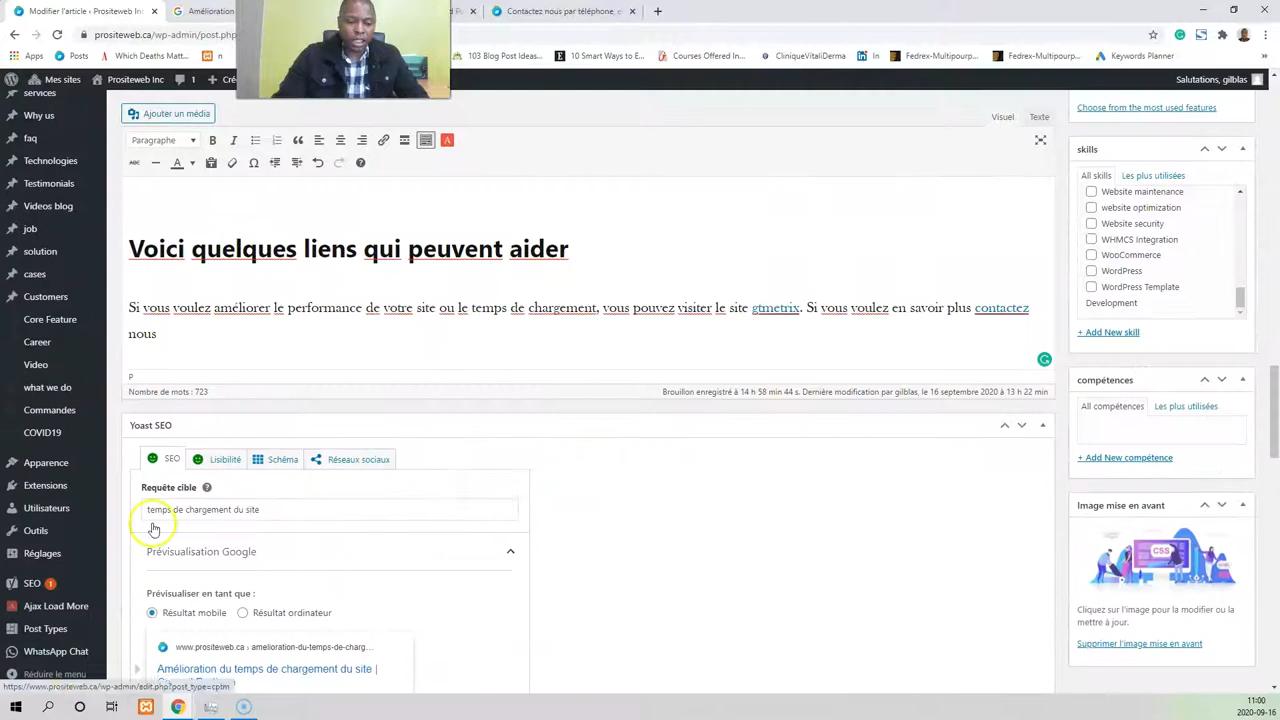 Modifier l'article ‹ Prositeweb Inc
Amélioration
Contactez nous par téléphone, e
prositeweb.ca/wp-admin/post.php
Apps
Posts
Which Deaths Matt...
103 Blog Post Ideas...
10 Smart Ways to E...
Courses Offered In...
CliniqueVitaliDerma
In
Fedrex-Multipourp...
Fedrex-Multipourp...
Keywords Planner
Mes sites
Prositeweb Inc
1
Salutations, gilblas
services
Why us
faq
Technologies
Testimonials
Videos blog
job
solution
cases
Customers
Core Feature
Career
Video
what we do
Commandes
COVID19
Apparence
Extensions
Utilisateurs
Outils
Réglages
SEO 1
Ajax Load More
Post Types
WhatsApp Chat
Réduire le menu
Ajouter un média
Visuel
Texte
Paragraphe
Voici quelques liens qui peuvent aider
Si vous voulez améliorer le performance de votre site ou le temps de chargement, vous pouvez visiter le site gtmetrix. Si vous voulez en savoir plus contactez
nous
P
Nombre de mots : 723
Brouillon enregistré à 14 h 58 min 44 s. Dernière modification par gilblas, le 16 septembre 2020 à 13 h 22 min
Yoast SEO
SEO
Lisibilité
Schéma
Réseaux sociaux
Requête cible
temps de chargement du site
Prévisualisation Google
Prévisualiser en tant que :
Résultat mobile
Résultat ordinateur
www.prositeweb.ca › amelioration-du-temps-de-charg...
Amélioration du temps de chargement du site |
Choose from the most used features
skills
All skills
Les plus utilisées
Website maintenance
website optimization
Website security
WHMCS Integration
WooCommerce
WordPress
WordPress Template
Development
+ Add New skill
compétences
All compétences
Les plus utilisées
+ Add New compétence
Image mise en avant
CSS
Cliquez sur l'image pour la modifier ou la
mettre à jour.
Supprimer l'image mise en avant
https://www.prositeweb.ca/wp-admin/edit.php?post_type=cptm
11:00
2020-09-16